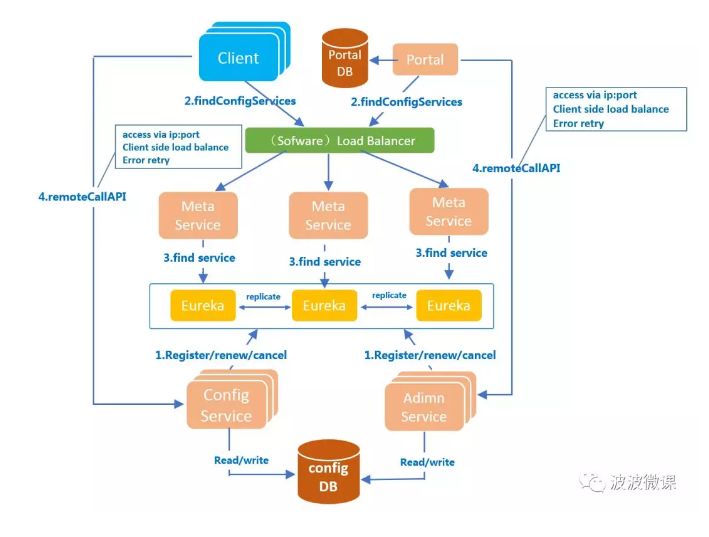 Client
Portal
DB
Portal
2.findConfigServices
2.findConfigServices
access via ip:port
Client side load balance
Error retry
（Sofware）Load Balancer
access via ip:port
Client side load balance
Error retry
4.remoteCallAPI
4.remoteCallAPI
Meta
Service
Meta
Service
Meta
Service
3.find service
3.find service
3.find service
Eureka
replicate
Eureka
replicate
Eureka
1.Register/renew/cancel
1.Register/renew/cancel
Config
Service
Adimn
Service
Read/write
config
DB
Read/write
波波微课